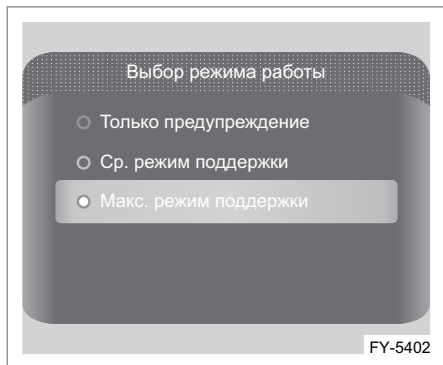 Выбор режима работы
Только предупреждение
Ср. режим поддержки
Макс. режим поддержки
FY-5402